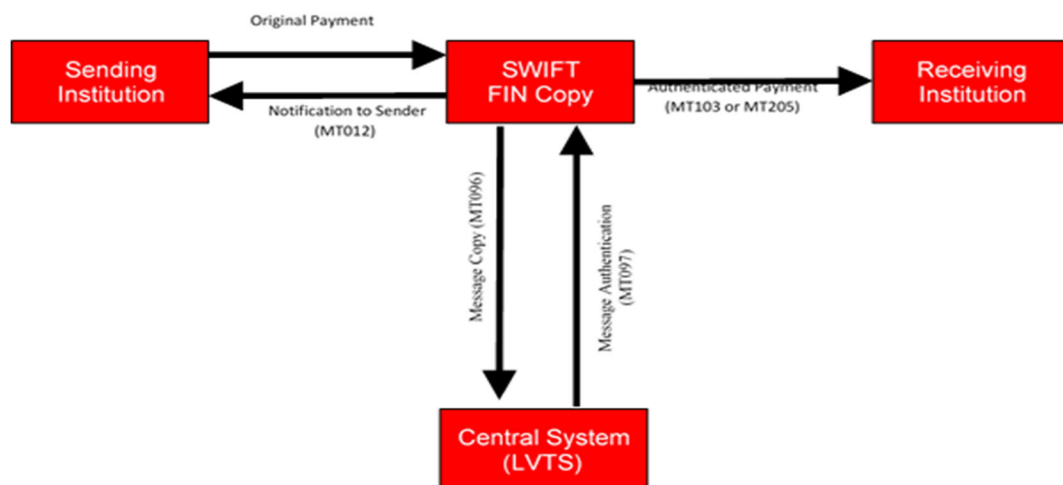 Original Payment
Sending
Institution
SWIFT
FIN Copy
Receiving
Institution
Notification to Sender
(MT012)
Authenticated Payment
(MT103 or MT205)
Message Copy (MT096)
Message Authentication
(MT097)
Central System
(LVTS)